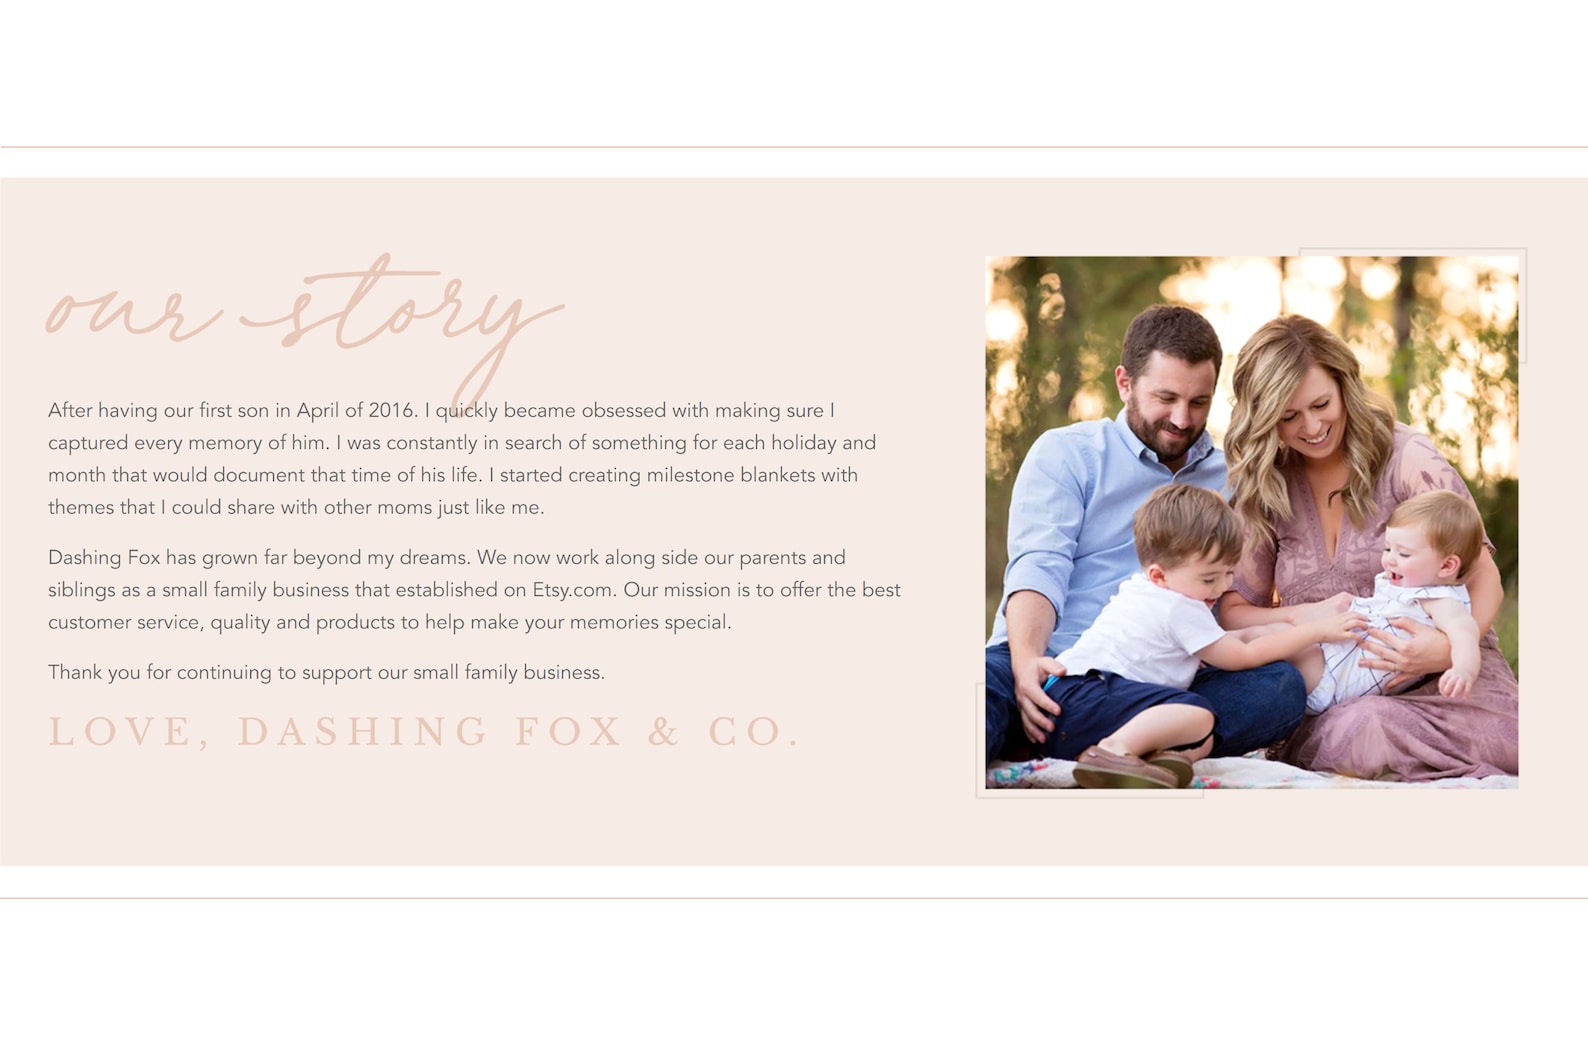 our story
After having our first son in April of 2016. I quickly became obsessed with making sure I
captured every memory of him. I was constantly in search of something for each holiday and
month that would document that time of his life. I started creating milestone blankets with
themes that I could share with other moms just like me.
Dashing Fox has grown far beyond my dreams. We now work along side our parents and
siblings as a small family business that established on Etsy.com. Our mission is to offer the best
customer service, quality and products to help make your memories special.
Thank you for continuing to support our small family business.
LOVE, DASHING FOX & CO.